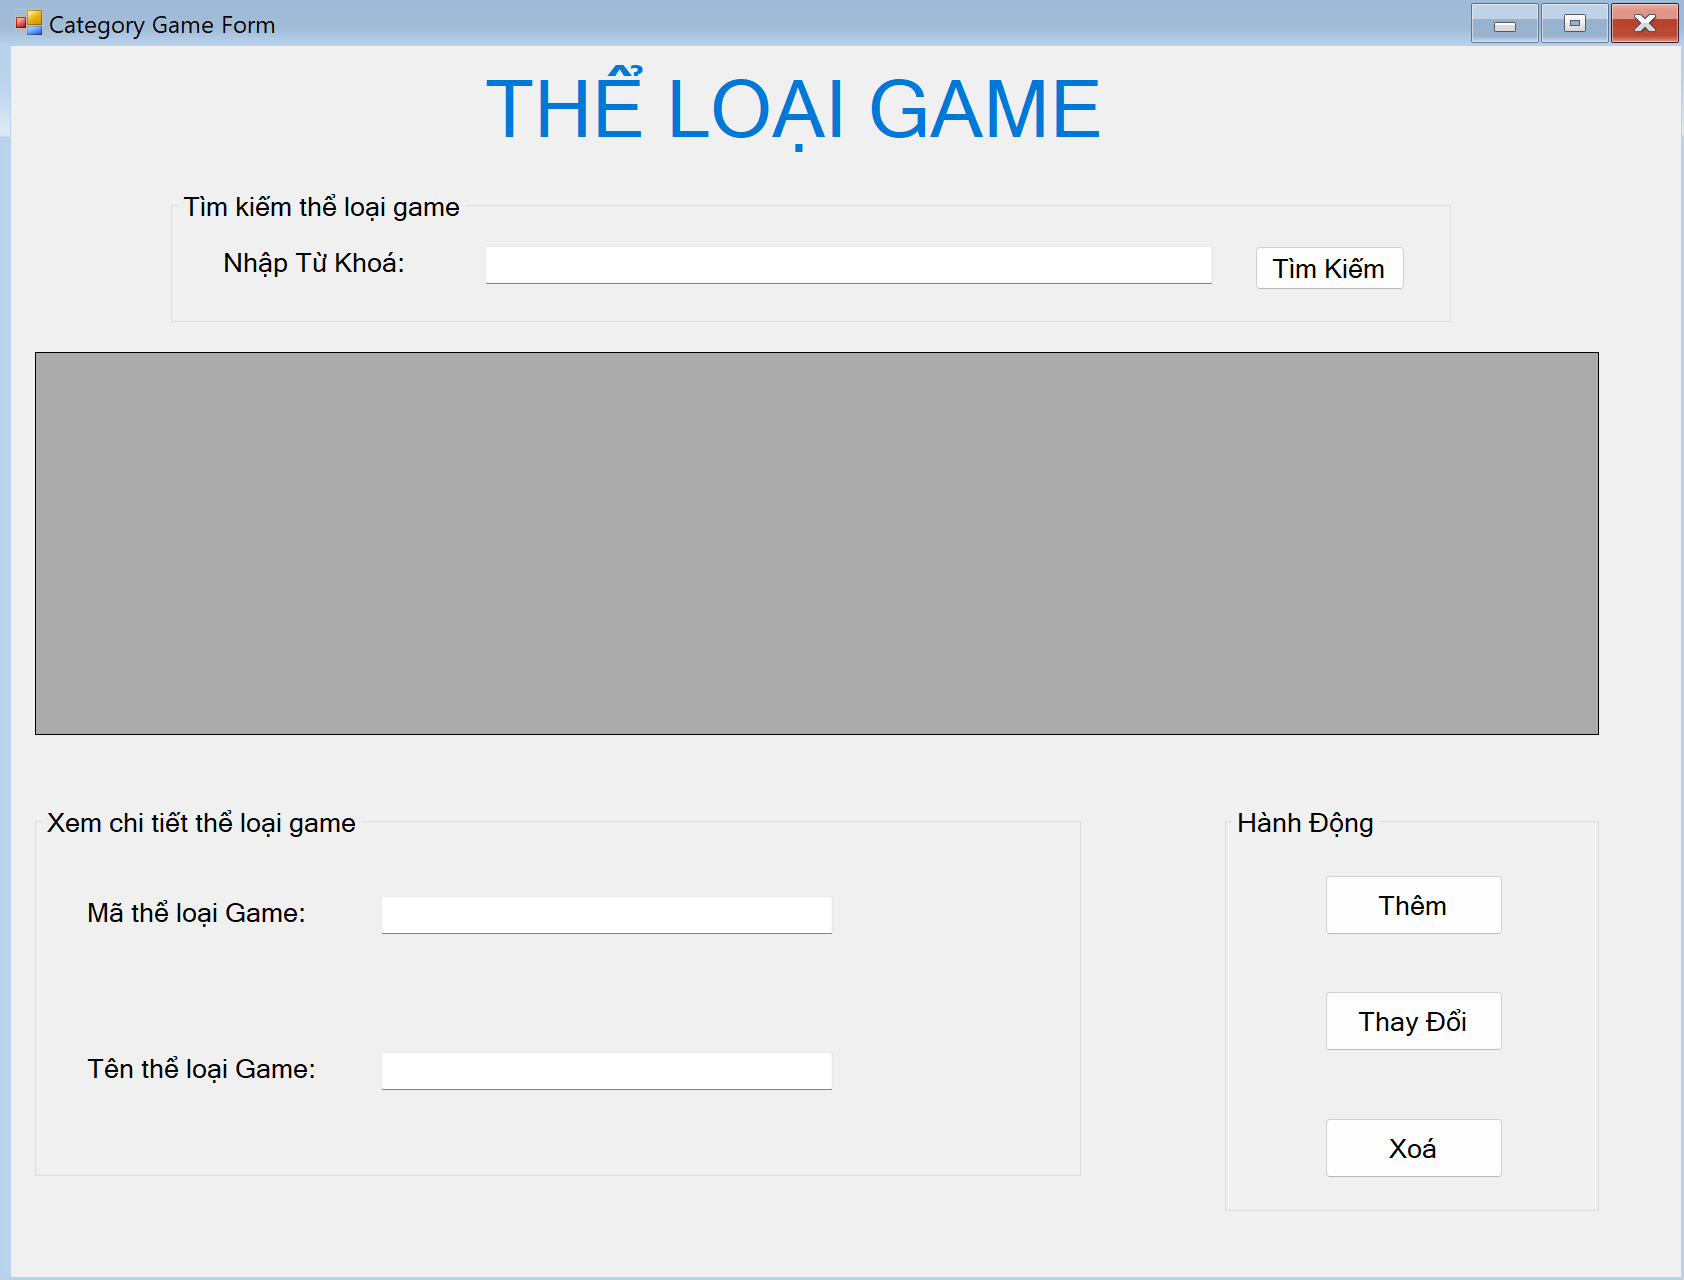 Category Game Form
THỂ LOẠI GAME
Tìm kiếm thể loại game
Nhập Từ Khoá:
Tìm Kiếm
Xem chi tiết thể loại game
Mã thể loại Game:
Tên thể loại Game:
Hành Động
Thêm
Thay Đổi
Xoá